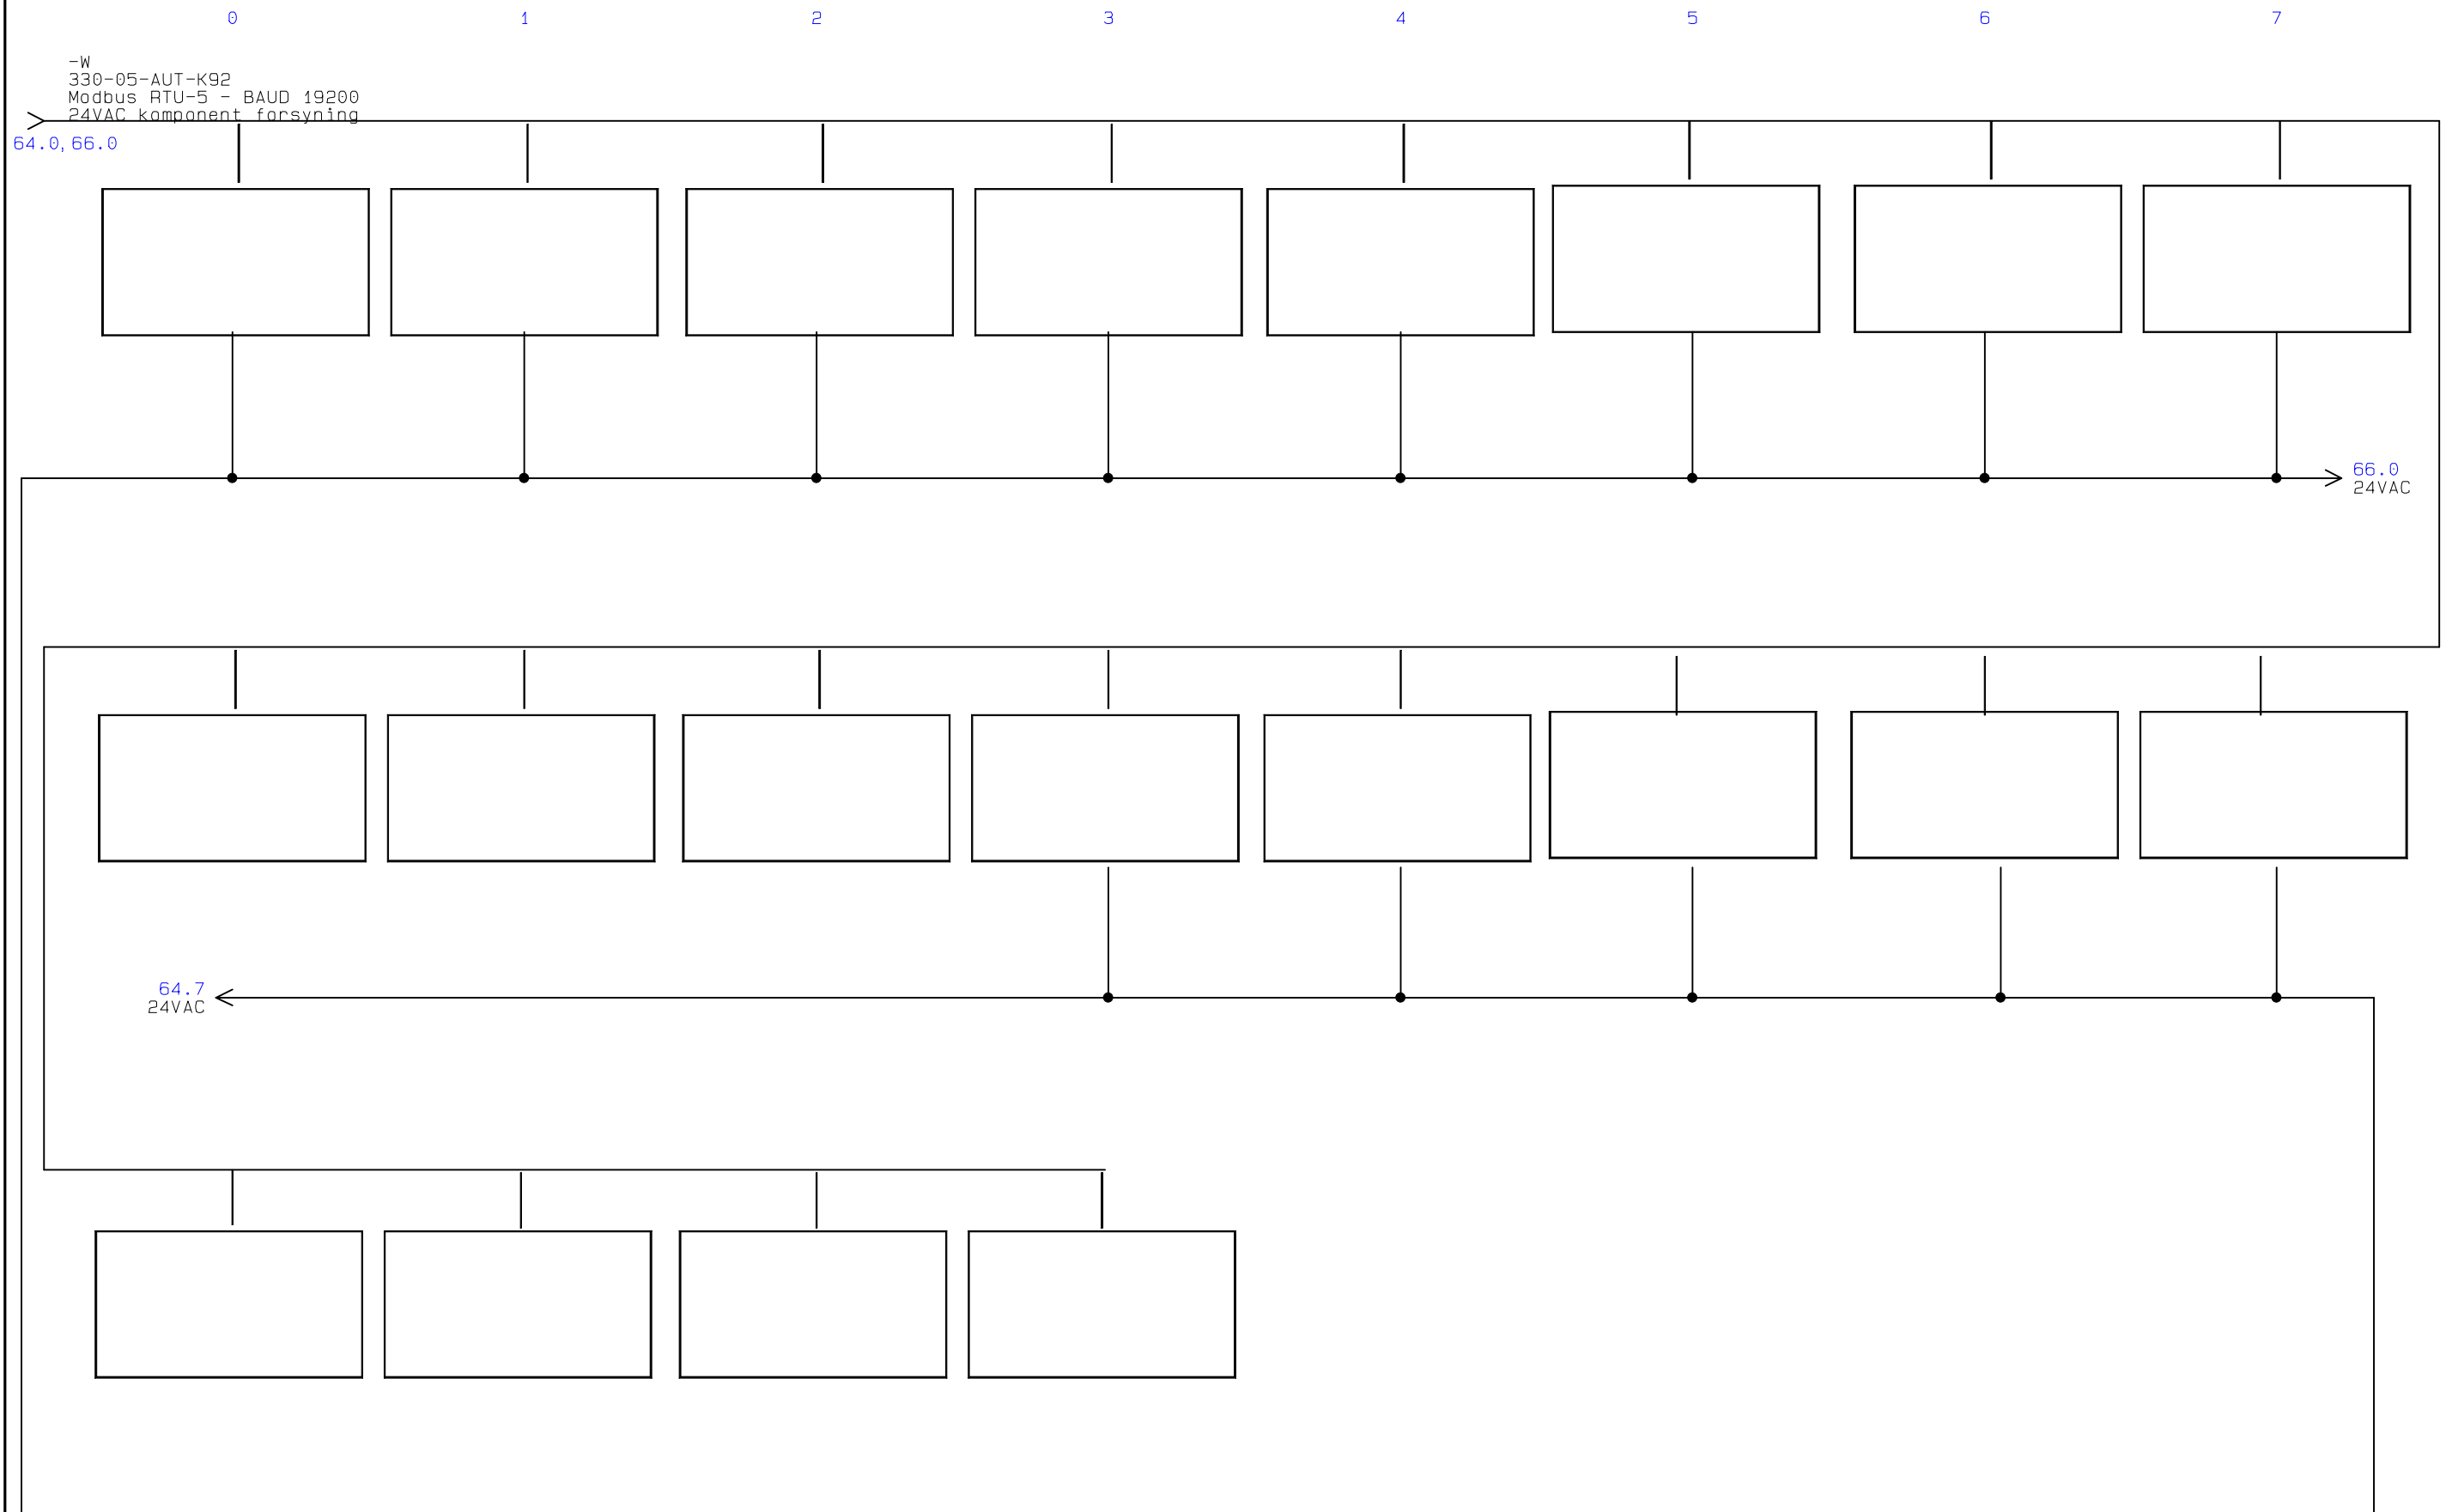 0 1 2 3 4 5 6 7
-W
330-05-AUT-K92
Modbus RTU-5 - BAUD 19200
24VAC komponent forsyning
64.0,66.0
66.0
24VAC
64.7
24VAC